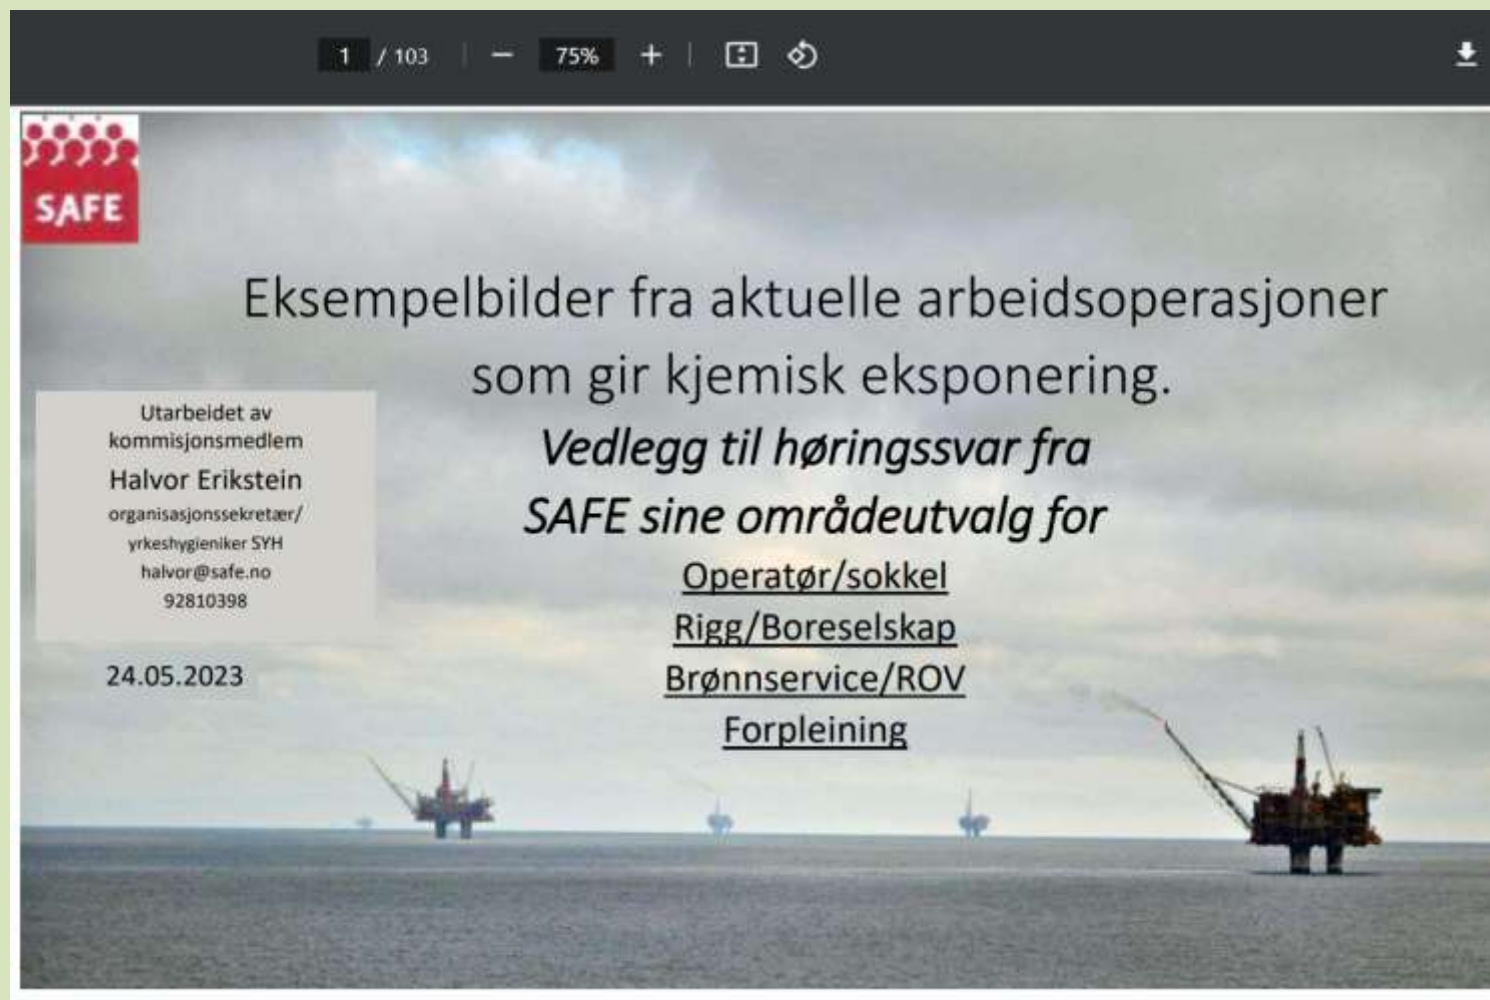 1 / 103 — 75% +
SAFE
Eksempelbilder fra aktuelle arbeidsoperasjoner
som gir kjemisk eksponering.
Vedlegg til høringssvar fra
SAFE sine områdeutvalg for
Operatør/sokkel
Rigg/Boreselskap
Brønnservice/ROV
Forpleining
Utarbeidet av
kommisjonsmedlem
Halvor Erikstein
organisasjonssekretær/
yrkeshygieniker SYH
halvor@safe.no
92810398
24.05.2023